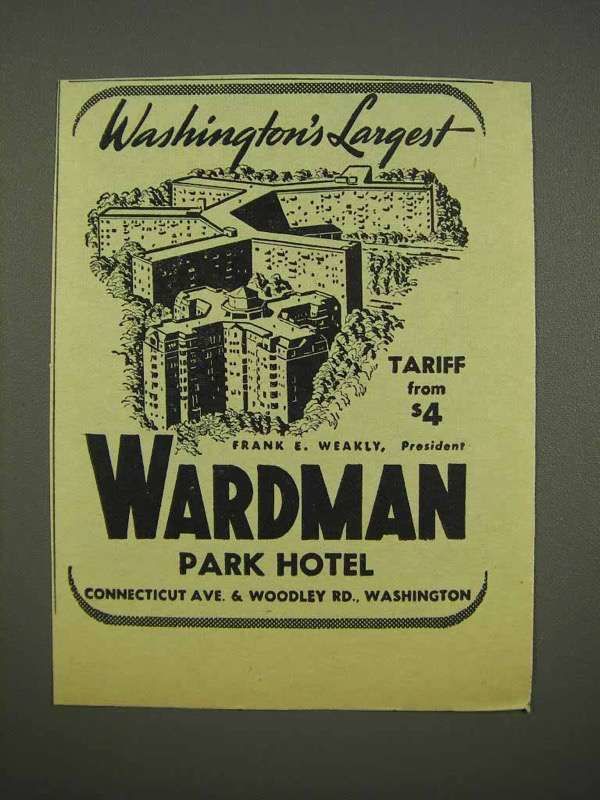 Washington's Largest
TARIFF
from
$4
FRANK E. WEAKLY, President
WARDMAN
PARK HOTEL
CONNECTICUT AVE. & WOODLEY RD., WASHINGTON